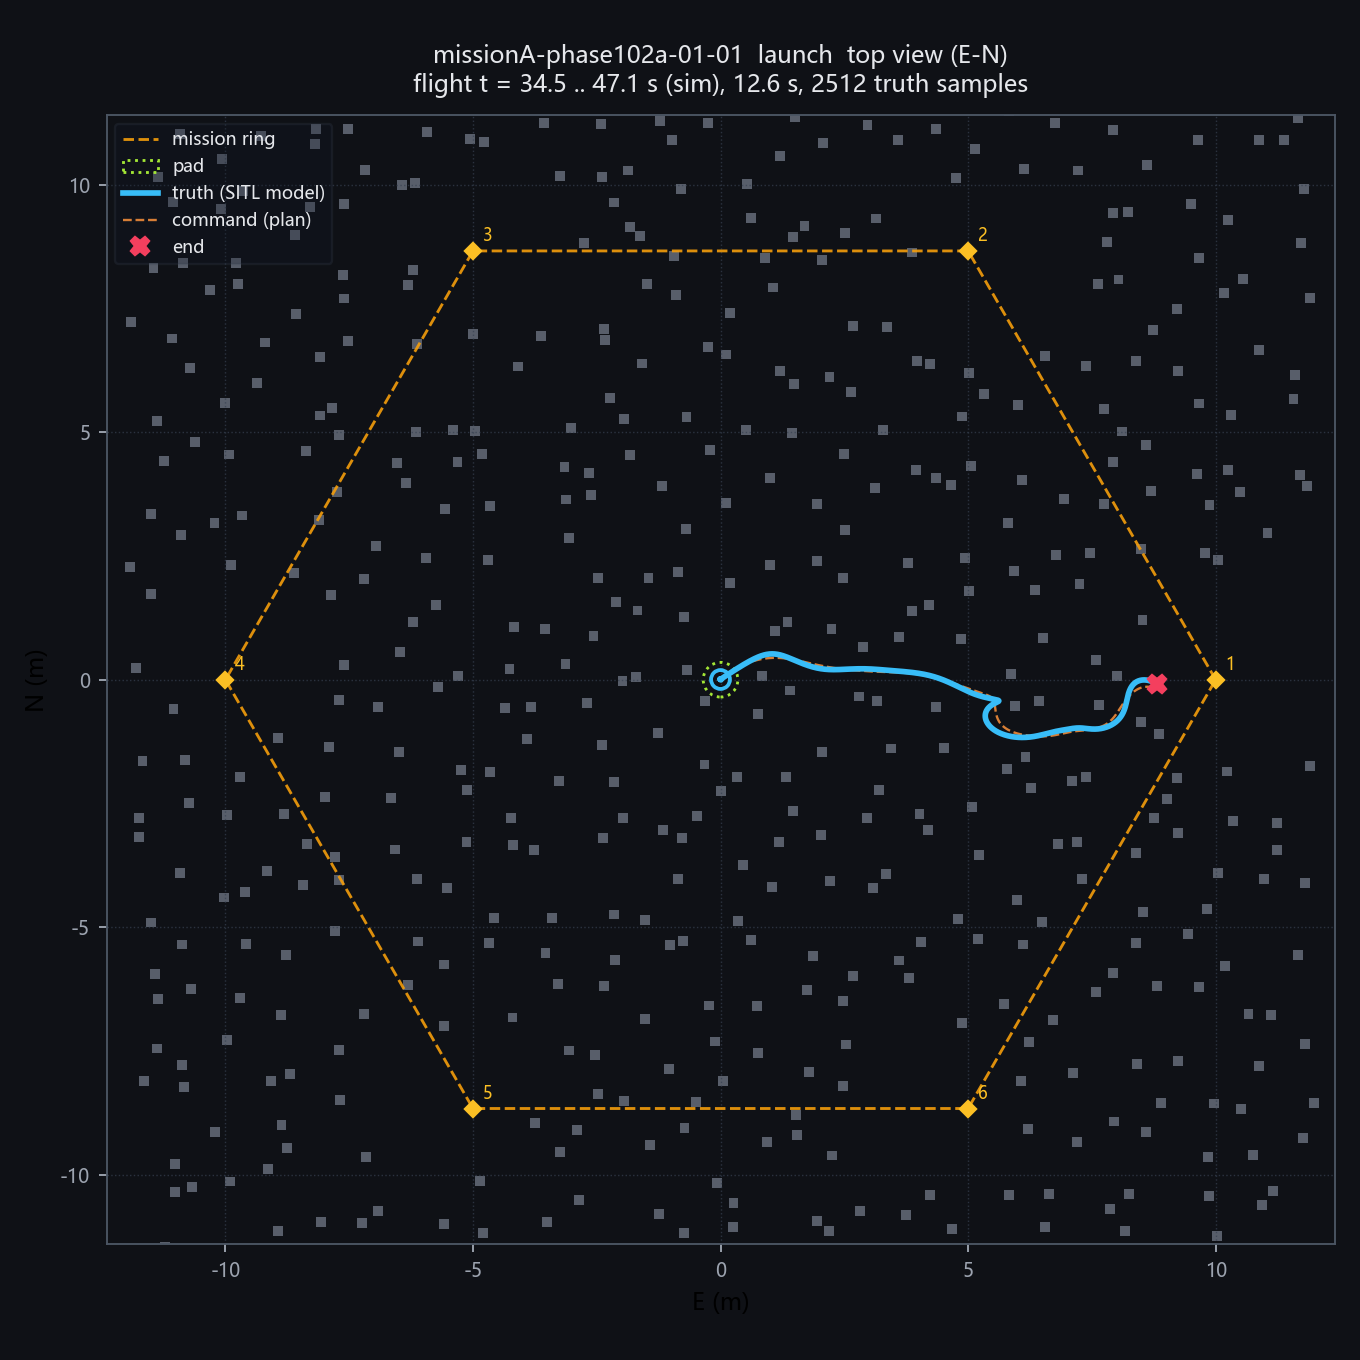 missionA-phase102a-01-01 launch top view (E-N)
flight t = 34.5 .. 47.1 s (sim), 12.6 s, 2512 truth samples
mission ring
pad
truth (SITL model)
command (plan)
end
3
2
4
1
5
6
10
5
0
-5
-10
N (m)
-10
-5
0
5
10
E (m)